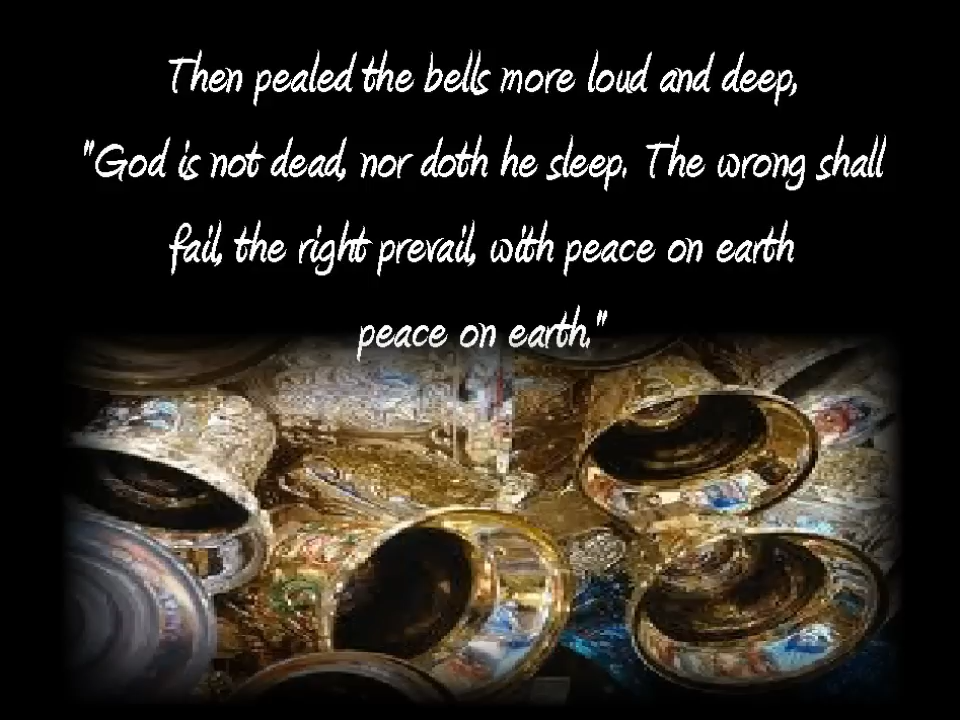 Then pealed the bells more loud and deep,
"God is not dead, nor doth he sleep. The wrong shall
fail, the right prevail, with peace on earth
peace on earth."